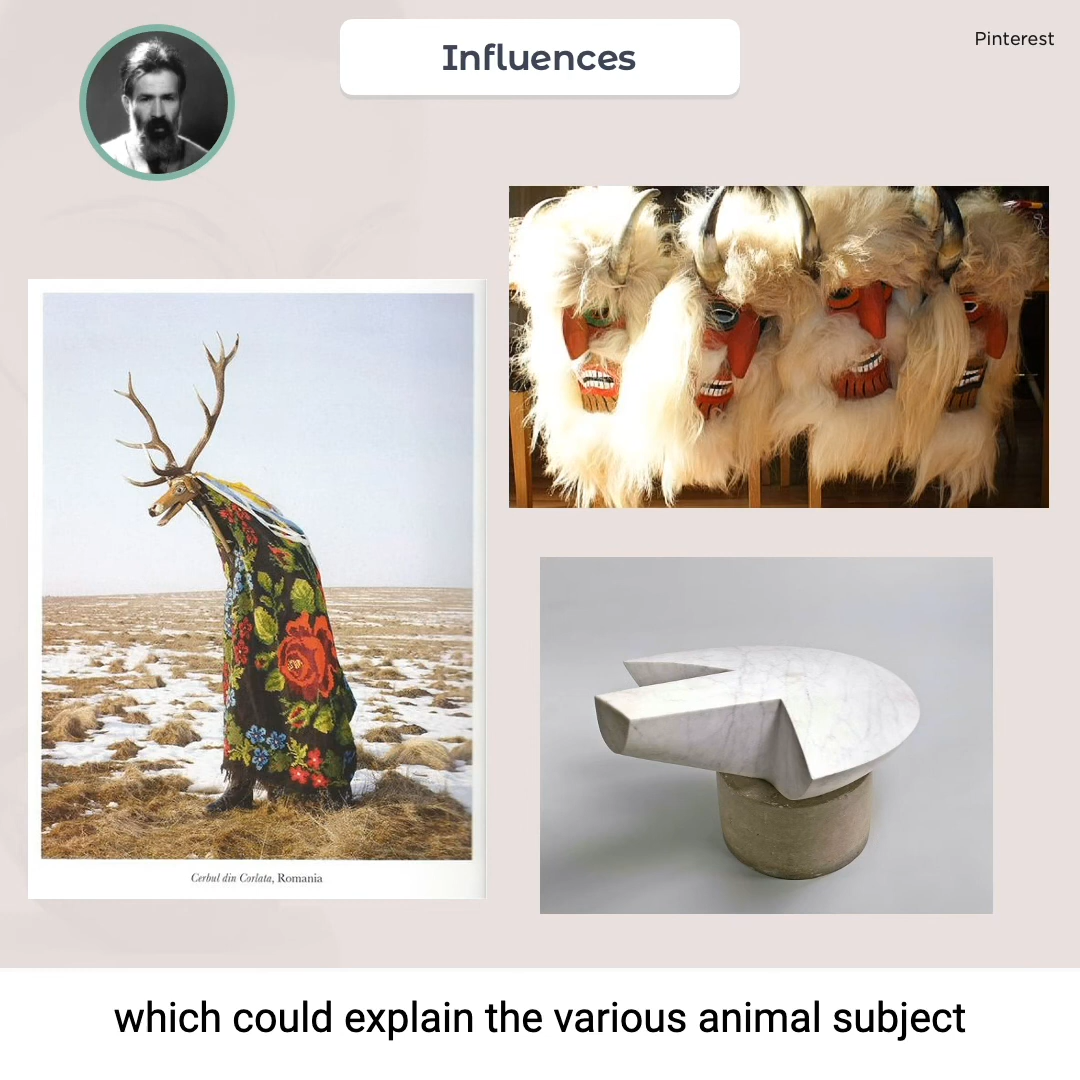 Influences
Pinterest
Cerbul din Corlata, Romania
which could explain the various animal subject